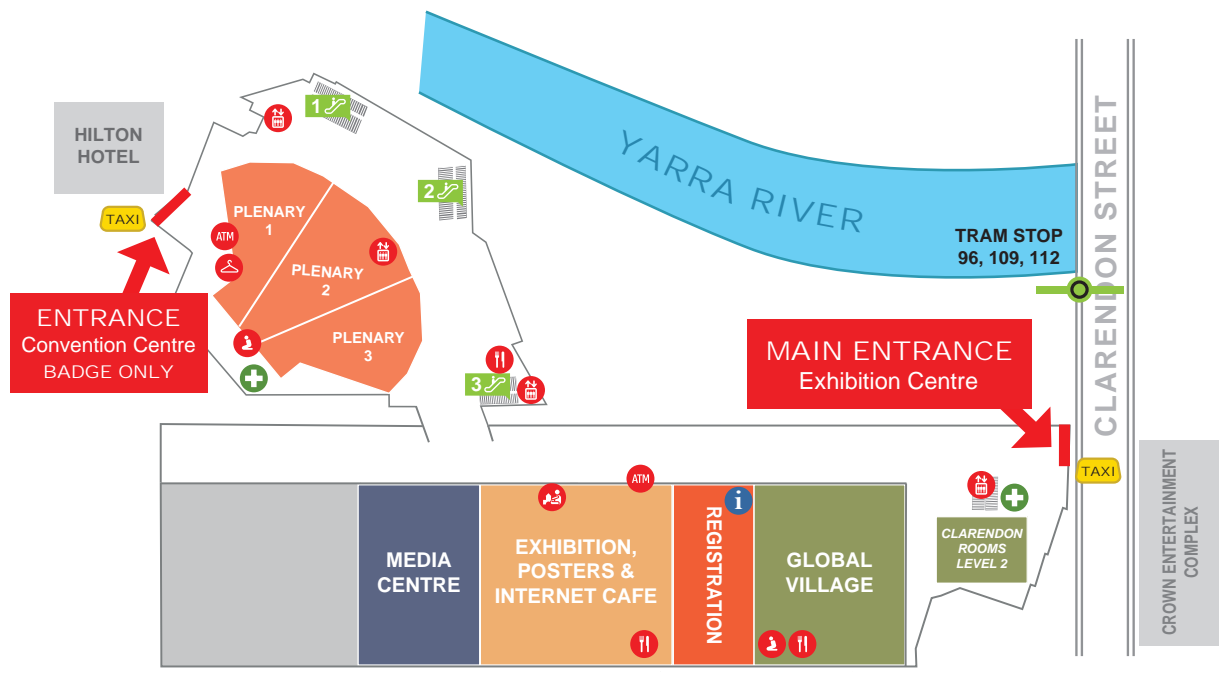 HILTON
HOTEL
TAXI
1
2
3
PLENARY
1
PLENARY
2
PLENARY
3
ATM
ENTRANCE
Convention Centre
BADGE ONLY
YARRA RIVER
TRAM STOP
96, 109, 112
CLARENDON STREET
MAIN ENTRANCE
Exhibition Centre
TAXI
CROWN ENTERTAINMENT
COMPLEX
ATM
i
MEDIA
CENTRE
EXHIBITION,
POSTERS &
INTERNET CAFE
REGISTRATION
GLOBAL
VILLAGE
CLARENDON
ROOMS
LEVEL 2